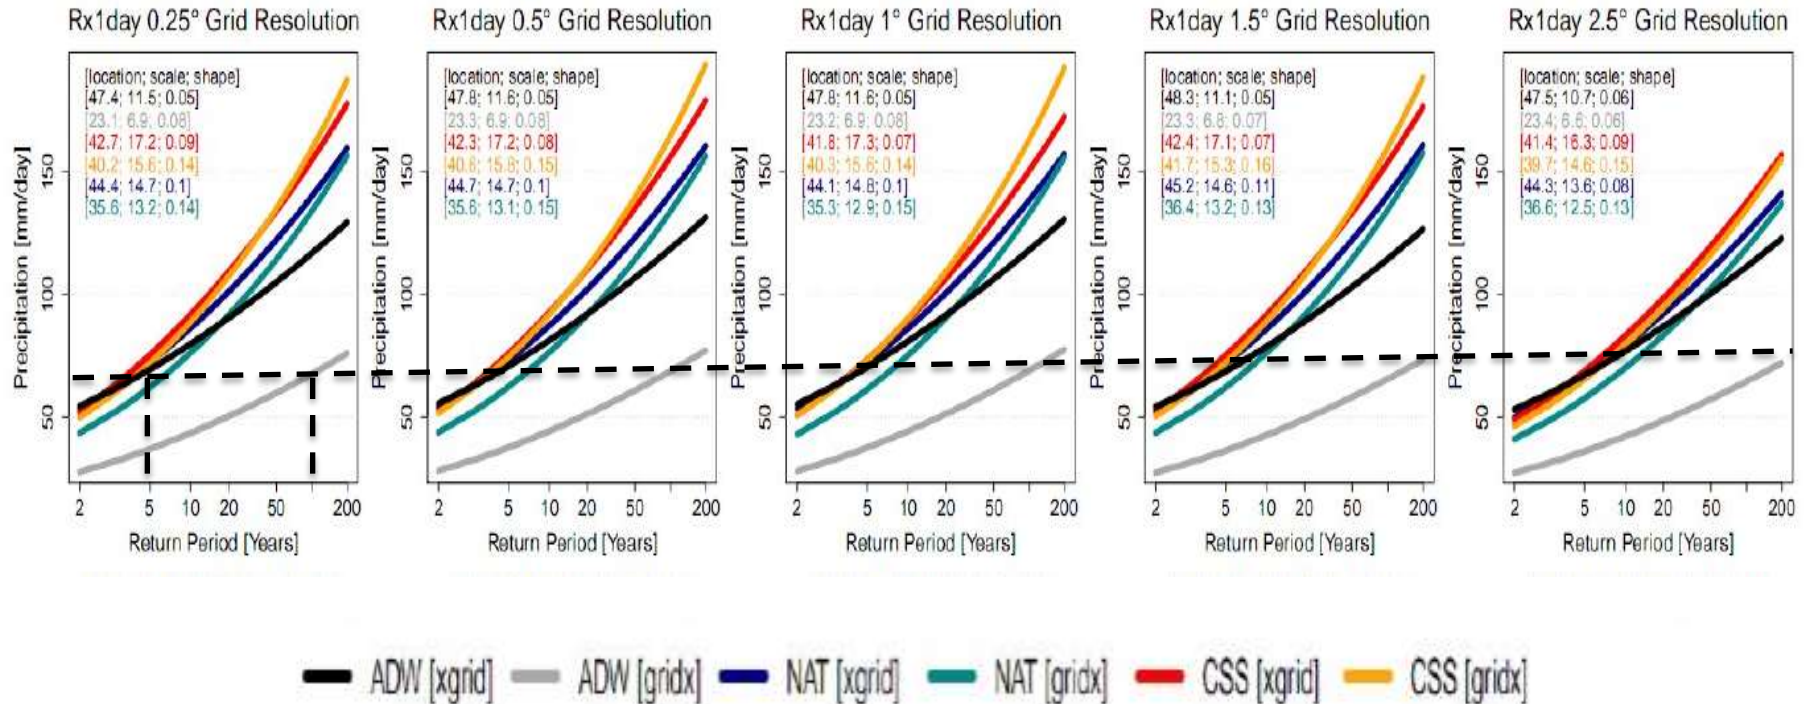 Rx1day 0.25° Grid Resolution
[location; scale; shape]
[47.4; 11.5; 0.05]
[23.1; 6.9; 0.08]
[42.7; 17.2; 0.09]
[40.2; 15.6; 0.14]
[44.4; 14.7; 0.1]
[35.6; 13.2; 0.14]
Precipitation [mm/day]
150
100
50
2 5 10 20 50 200
Return Period [Years]
Rx1day 0.5° Grid Resolution
[location; scale; shape]
[47.8; 11.6; 0.05]
[23.3; 6.9; 0.08]
[42.3; 17.2; 0.08]
[40.6; 15.6; 0.15]
[44.7; 14.7; 0.1]
[35.6; 13.1; 0.15]
Precipitation [mm/day]
150
100
50
2 5 10 20 50 200
Return Period [Years]
Rx1day 1° Grid Resolution
[location; scale; shape]
[47.8; 11.6; 0.05]
[23.2; 6.9; 0.08]
[41.8; 17.3; 0.07]
[40.3; 15.6; 0.14]
[44.1; 14.8; 0.1]
[35.3; 12.9; 0.15]
Precipitation [mm/day]
150
100
50
2 5 10 20 50 200
Return Period [Years]
Rx1day 1.5° Grid Resolution
[location; scale; shape]
[48.3; 11.1; 0.05]
[23.3; 6.8; 0.07]
[42.4; 17.1; 0.07]
[41.7; 15.3; 0.16]
[45.2; 14.6; 0.11]
[36.4; 13.2; 0.13]
Precipitation [mm/day]
150
100
50
2 5 10 20 50 200
Return Period [Years]
Rx1day 2.5° Grid Resolution
[location; scale; shape]
[47.5; 10.7; 0.06]
[23.4; 6.6; 0.06]
[41.4; 16.3; 0.09]
[39.7; 14.6; 0.15]
[44.3; 13.6; 0.08]
[36.6; 12.5; 0.13]
Precipitation [mm/day]
150
100
50
2 5 10 20 50 200
Return Period [Years]
ADW [xgrid] ADW [gridx] NAT [xgrid] NAT [gridx] CSS [xgrid] CSS [gridx]